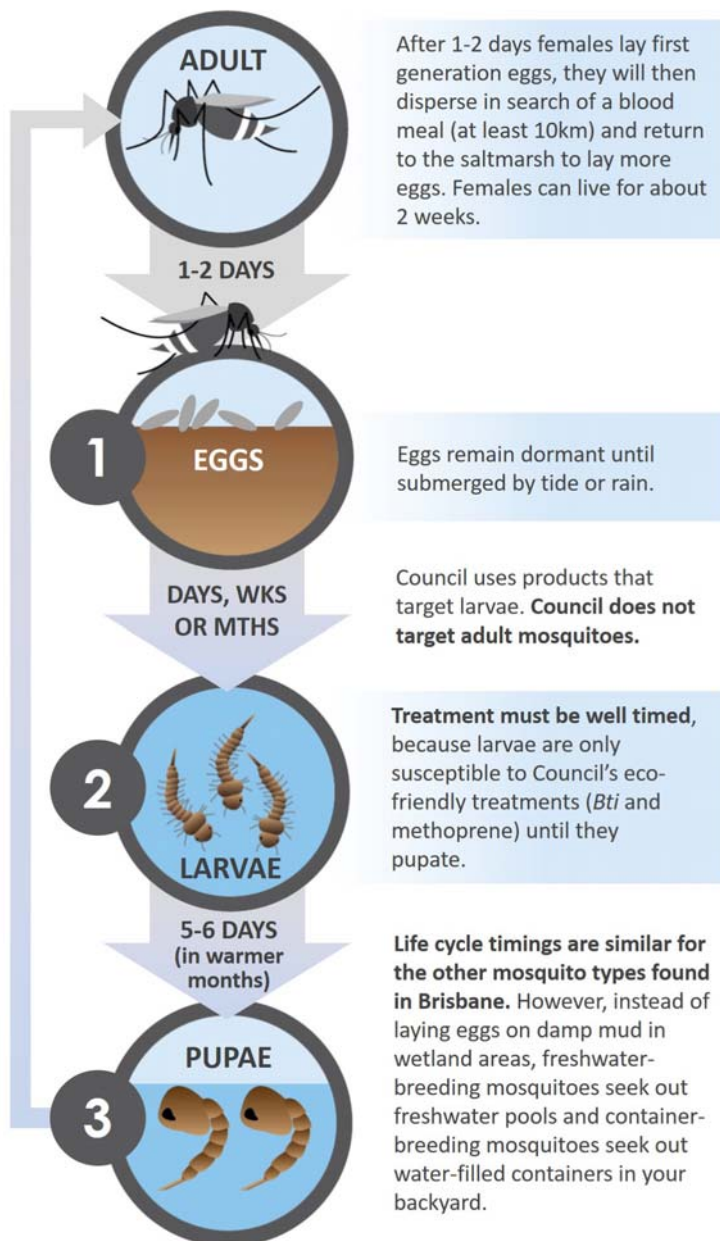 ADULT
After 1-2 days females lay first
generation eggs, they will then
disperse in search of a blood
meal (at least 10km) and return
to the saltmarsh to lay more
eggs. Females can live for about
2 weeks.
1-2 DAYS
1
EGGS
Eggs remain dormant until
submerged by tide or rain.
DAYS, WKS
OR MTHS
Council uses products that
target larvae. Council does not
target adult mosquitoes.
2
LARVAE
Treatment must be well timed,
because larvae are only
susceptible to Council's eco-
friendly treatments (Bti and
methoprene) until they
pupate.
5-6 DAYS
(in warmer
months)
Life cycle timings are similar for
the other mosquito types found
in Brisbane. However, instead of
laying eggs on damp mud in
wetland areas, freshwater-
breeding mosquitoes seek out
freshwater pools and container-
breeding mosquitoes seek out
water-filled containers in your
backyard.
PUPAE
3